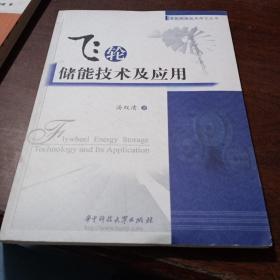 飞轮
储能技术及应用
汤双清 著
Flywheel Energy Storage
Technology and Its Application
华中科技大学出版社